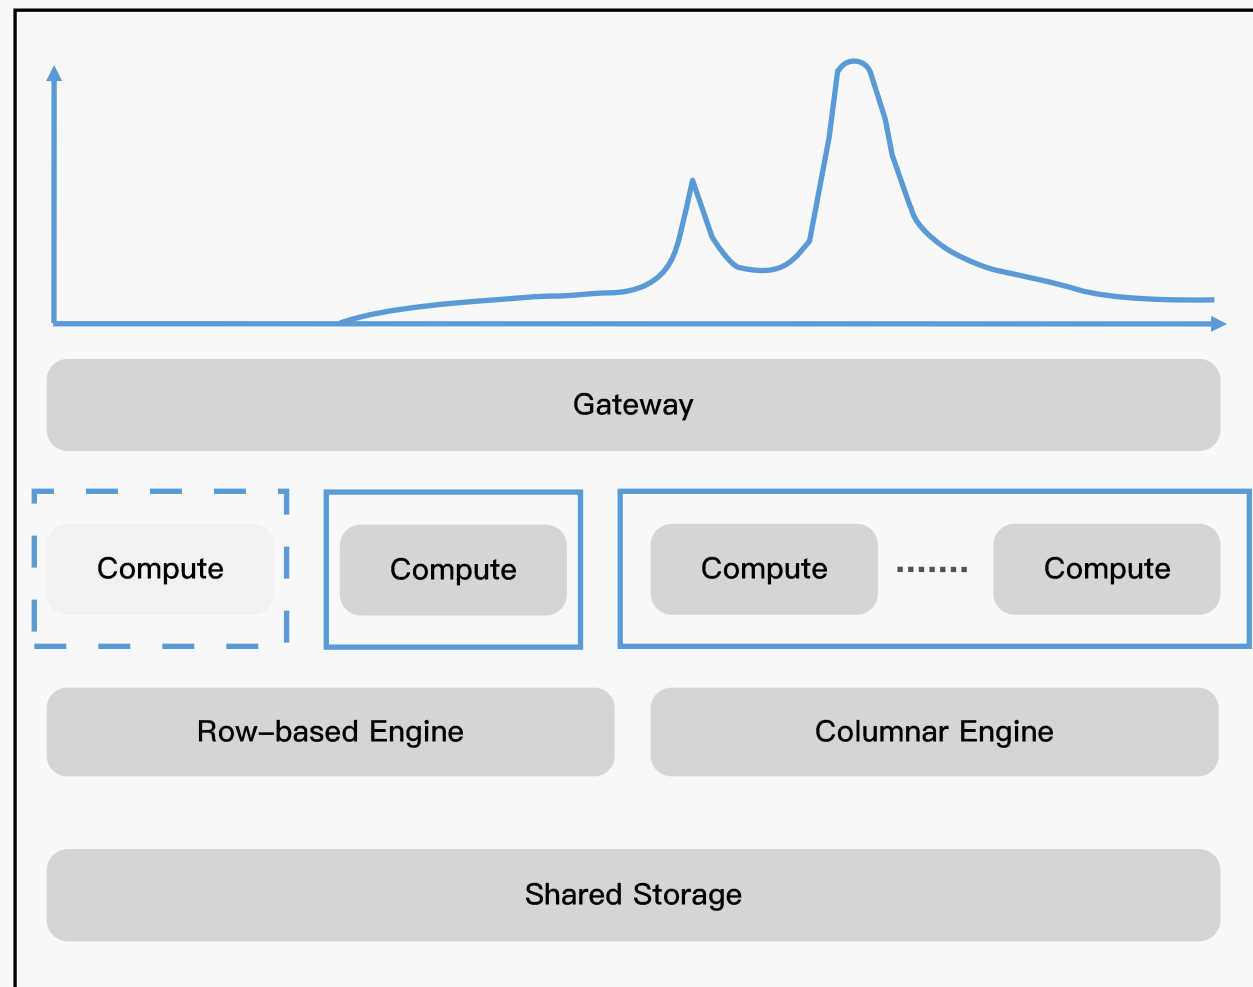 Gateway
Compute
Compute
Compute
Compute
Row-based Engine
Columnar Engine
Shared Storage